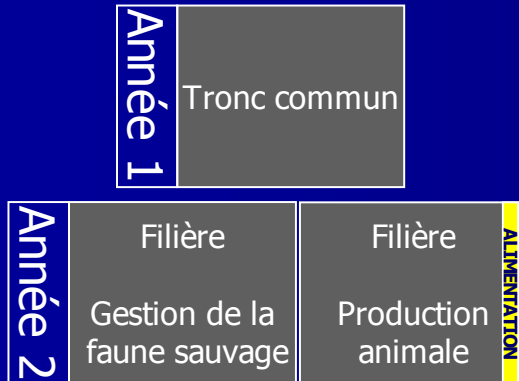 Année 1
Tronc commun
Année 2
Filière
Gestion de la
faune sauvage
Filière
Production
animale
ALIMENTATION